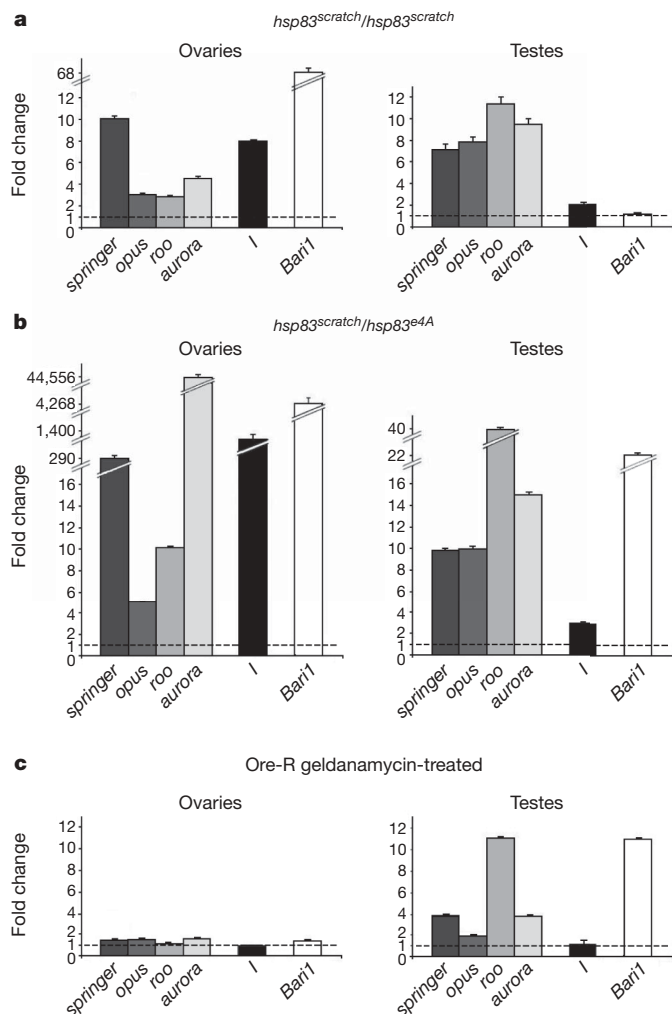 a
hsp83scratch/hsp83scratch
Ovaries
Testes
Fold change
68
12
10
8
6
4
2
1
0
springer
opus
roo
aurora
I
Bari1
12
10
8
6
4
2
1
0
springer
opus
roo
aurora
I
Bari1
b
hsp83scratch/hsp83e4A
Ovaries
Testes
Fold change
44,556
4,268
1,400
290
16
12
10
8
6
4
2
1
0
springer
opus
roo
aurora
I
Bari1
40
22
16
12
10
8
6
4
2
1
0
springer
opus
roo
aurora
I
Bari1
c
Ore-R geldanamycin-treated
Ovaries
Testes
Fold change
12
10
8
6
4
2
1
0
springer
opus
roo
aurora
I
Bari1
12
10
8
6
4
2
1
0
springer
opus
roo
aurora
I
Bari1